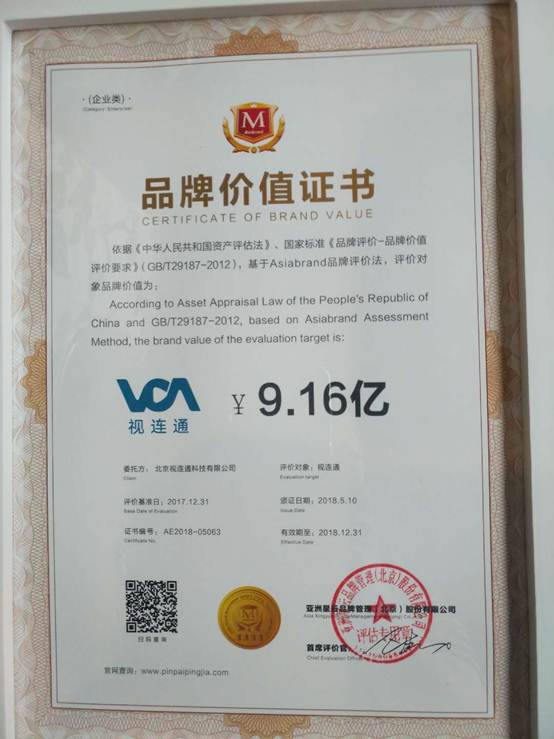 ·(企业类)·
(Category: Enterprise)
M
Asiabrand
品牌价值证书
CERTIFICATE OF BRAND VALUE
依据《中华人民共和国资产评估法》、国家标准《品牌评价-品牌价值
评价要求》(GB/T29187-2012)，基于Asiabrand品牌评价法，评价对
象品牌价值为：
According to Asset Appraisal Law of the People's Republic of
China and GB/T29187-2012, based on Asiabrand Assessment
Method, the brand value of the evaluation target is:
视连通
¥ 9.16亿
委托方： 北京视连通科技有限公司
Client
评价对象：视连通
Evaluation target
评价基准日：2017.12.31
Base Date of Evaluation
颁证日期：2018.5.10
Issue Date
证书编号： AE2018-05063
Certificate No.
有效期至：2018.12.31
Effective Date
扫码查询
M
亚洲星云品牌管理（北京）股份有限公司
评估专用章
首席评价官：
Chief Evaluation Officer
官网查询：www.pinpaipingjia.com